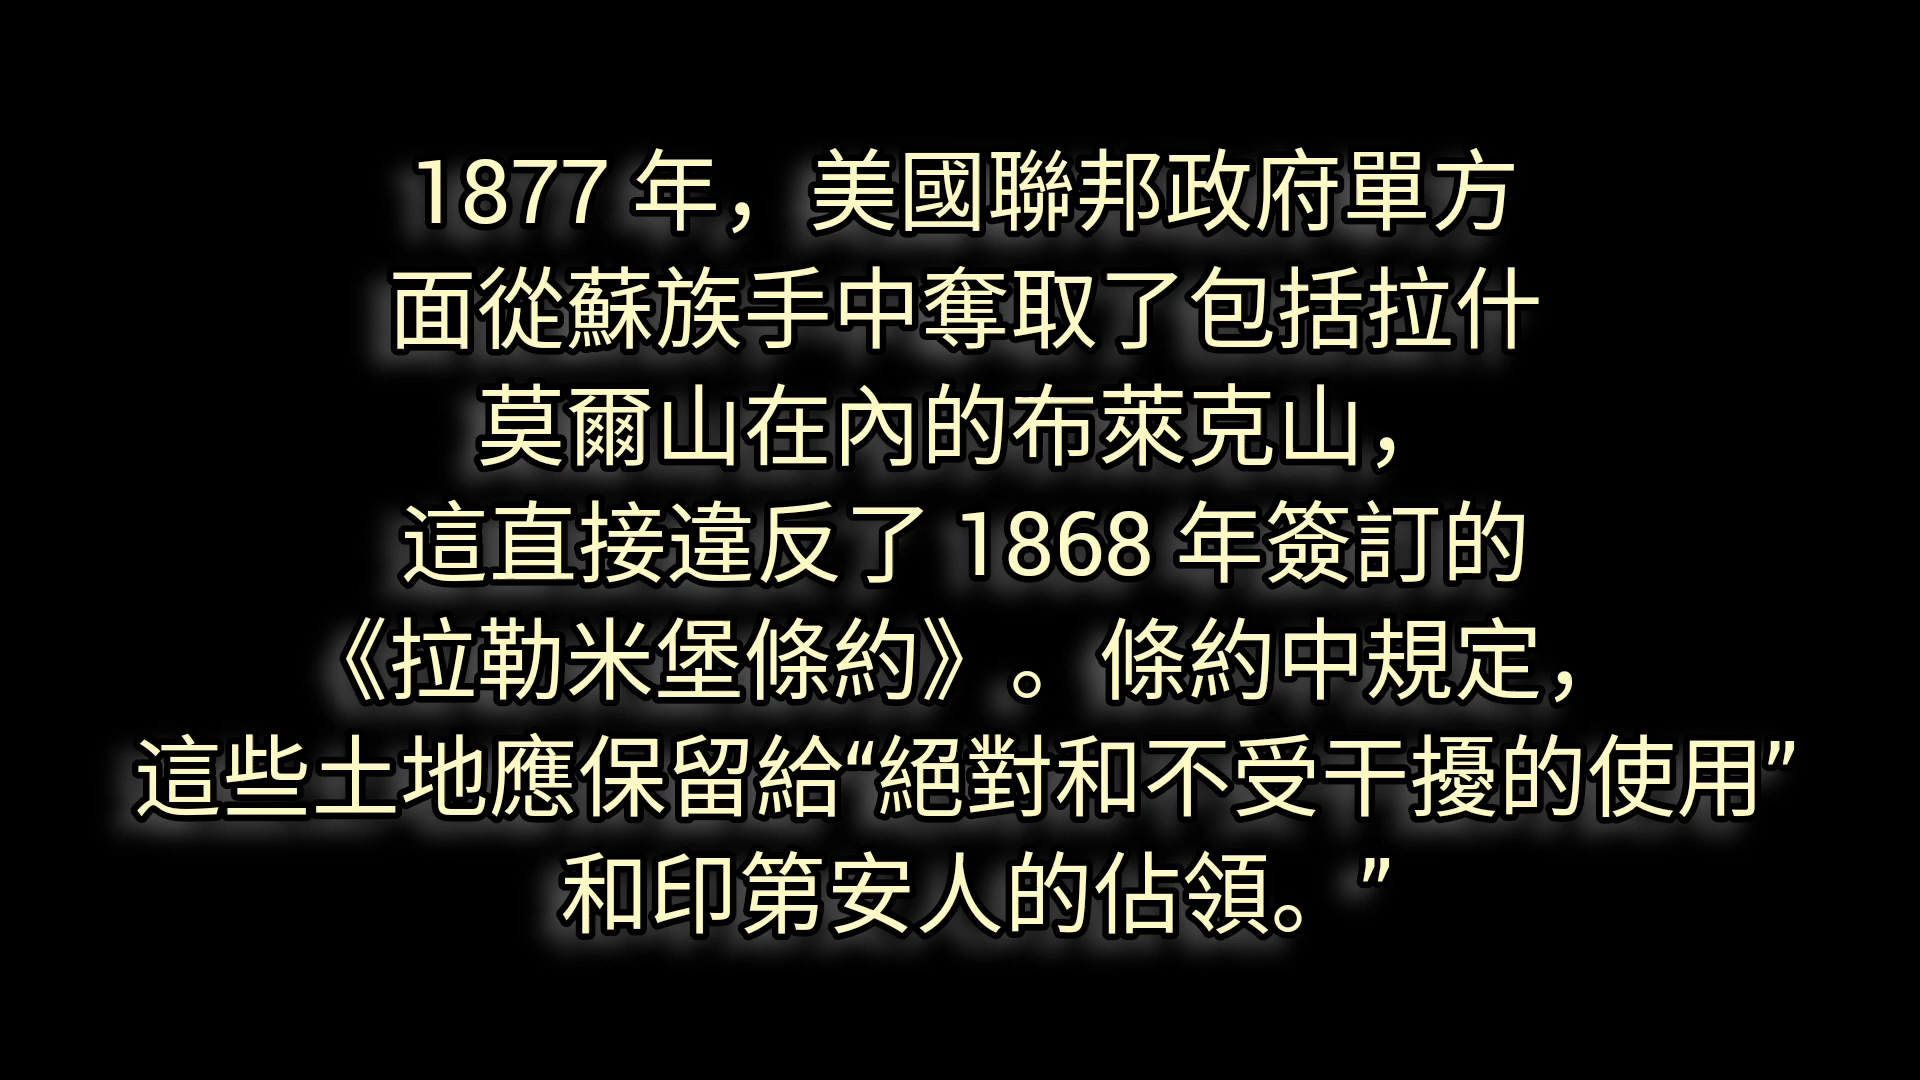 1877 年，美國聯邦政府單方
面從蘇族手中奪取了包括拉什
莫爾山在內的布萊克山，
這直接違反了 1868 年簽訂的
《拉勒米堡條約》。條約中規定，
這些土地應保留給“絕對和不受干擾的使用”
和印第安人的佔領。”